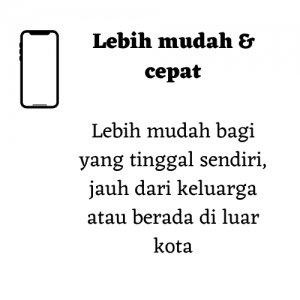 Lebih mudah &
cepat
Lebih mudah bagi
yang tinggal sendiri,
jauh dari keluarga
atau berada di luar
kota